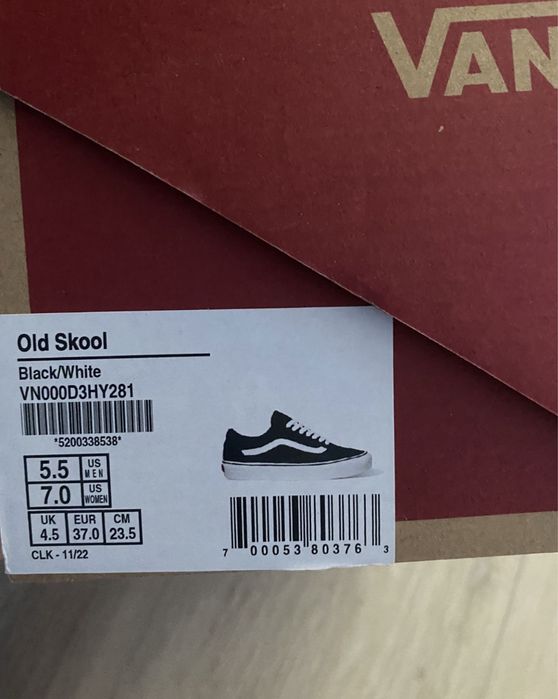 VAN
Old Skool
Black/White
VN000D3HY281
*5200338538*
5.5 US MEN
7.0 US WOMEN
UK EUR CM
4.5 37.0 23.5
CLK - 11/22
7 00053 80376 3